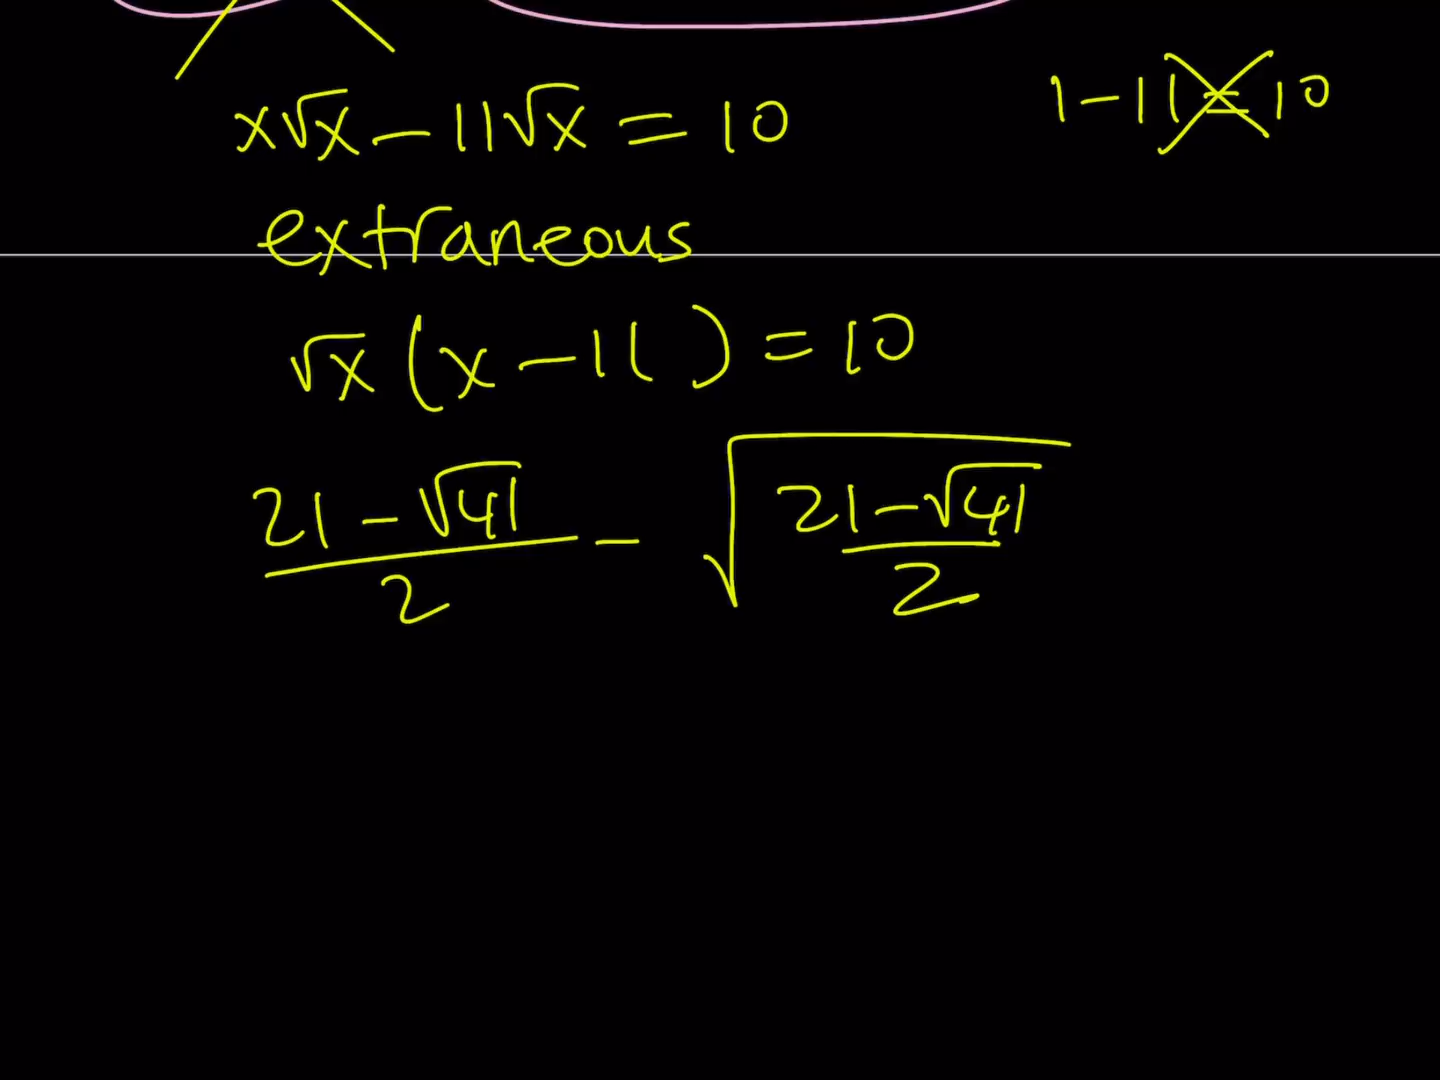 x√x − 11√x = 10
1 − 11 = 10
extraneous
√x (x − 11) = 10
(21 − √41)/2 − √((21 − √41)/2)